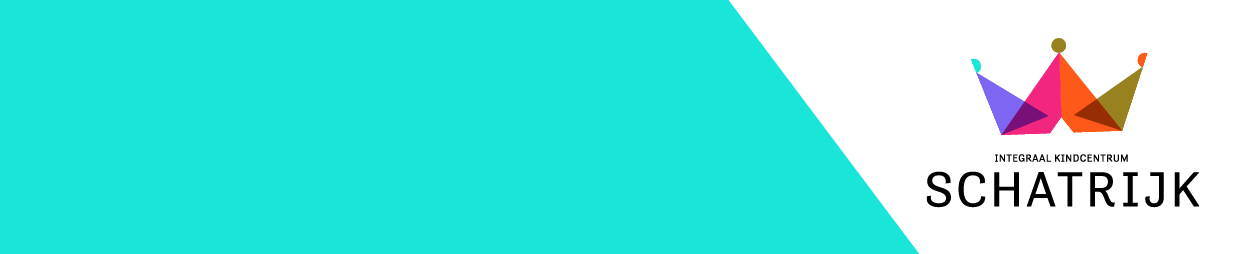 INTEGRAAL KINDCENTRUM
SCHATRIJK